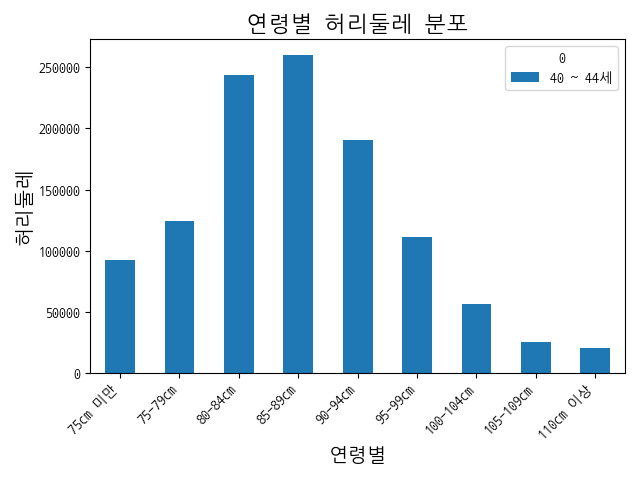 연령별 허리둘레 분포
0
40 ~ 44세
허리둘레
250000
200000
150000
100000
50000
0
75cm 미만
75-79cm
80-84cm
85-89cm
90-94cm
95-99cm
100-104cm
105-109cm
110cm 이상
연령별